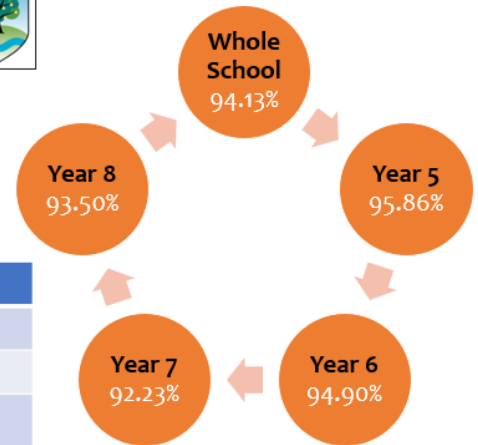 Whole
School
94.13%
Year 5
95.86%
Year 6
94.90%
Year 7
92.23%
Year 8
93.50%